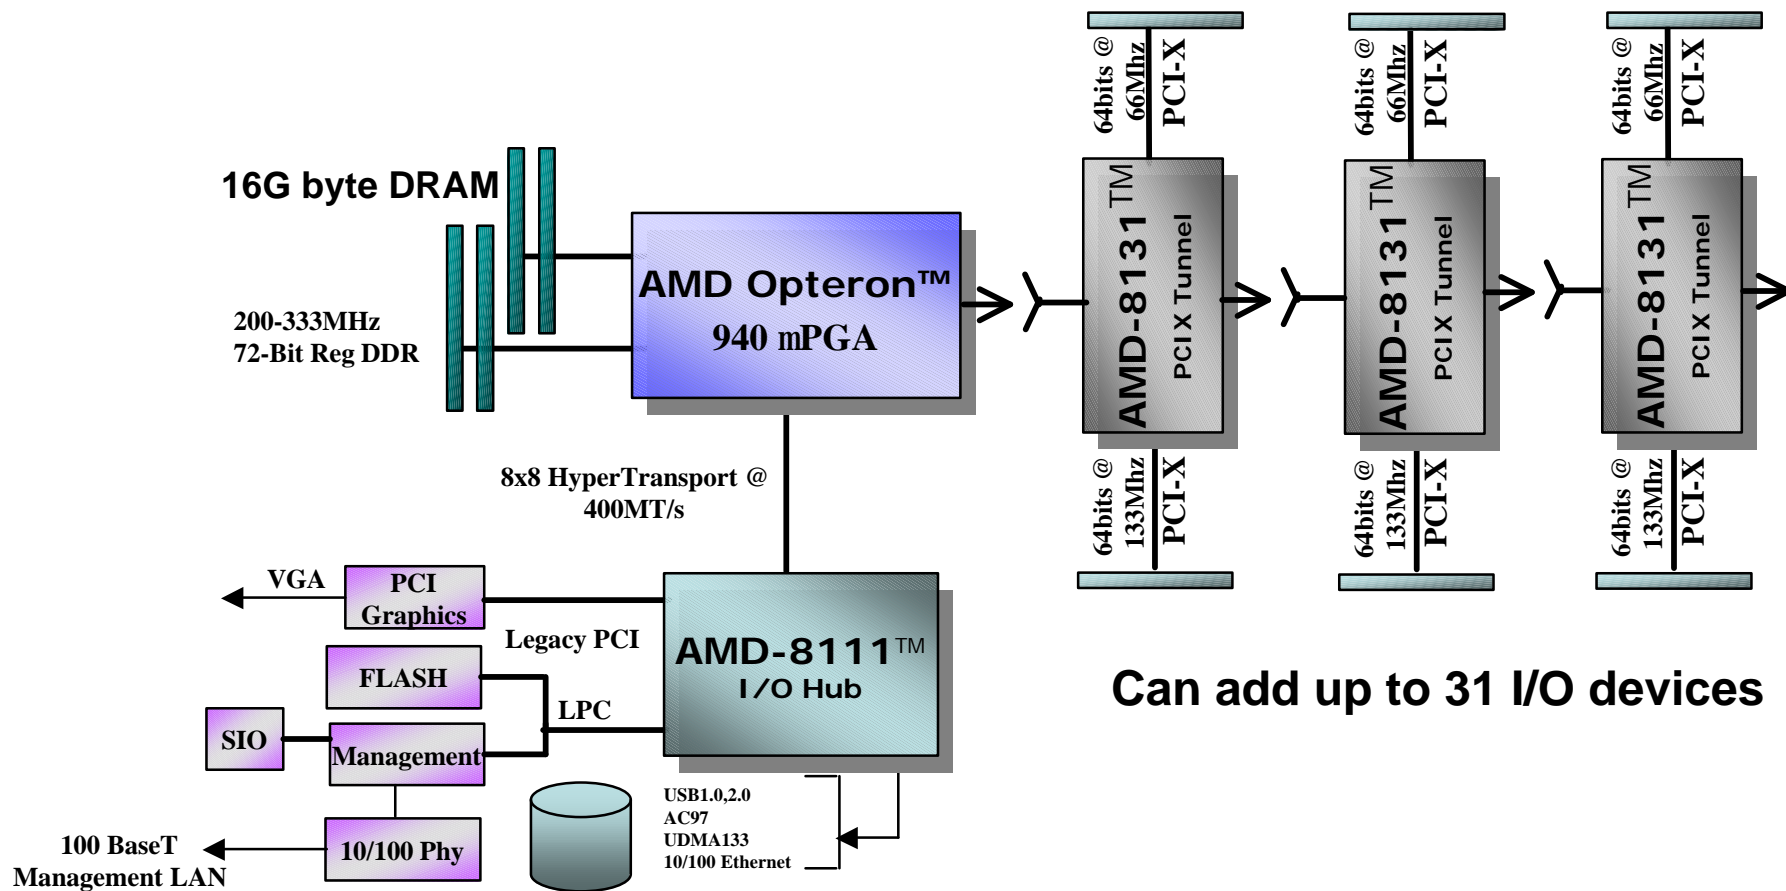 16G byte DRAM
200-333MHz
72-Bit Reg DDR
AMD Opteron™
940 mPGA
64bits @
66Mhz
PCI-X
AMD-8131™
PCI X Tunnel
64bits @
133Mhz
PCI-X
64bits @
66Mhz
PCI-X
AMD-8131™
PCI X Tunnel
64bits @
133Mhz
PCI-X
64bits @
66Mhz
PCI-X
AMD-8131™
PCI X Tunnel
64bits @
133Mhz
PCI-X
8x8 HyperTransport @
400MT/s
VGA
PCI
Graphics
Legacy PCI
FLASH
LPC
SIO
Management
AMD-8111™
I/O Hub
Can add up to 31 I/O devices
USB1.0,2.0
AC97
UDMA133
10/100 Ethernet
10/100 Phy
100 BaseT
Management LAN